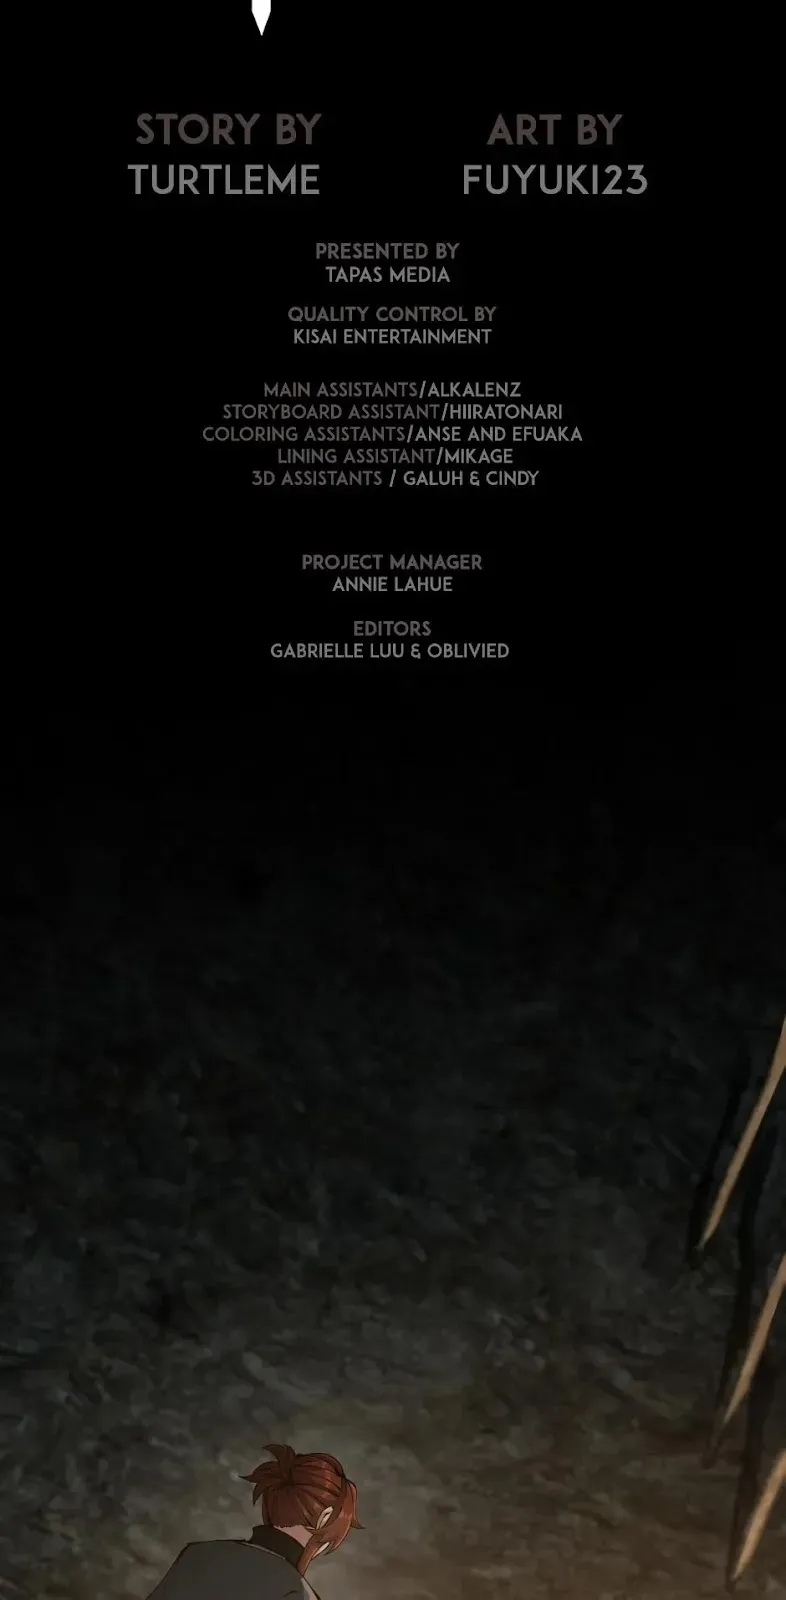 STORY BY
TURTLEME
ART BY
FUYUKI23
PRESENTED BY
TAPAS MEDIA
QUALITY CONTROL BY
KISAI ENTERTAINMENT
MAIN ASSISTANTS/ALKALENZ
STORYBOARD ASSISTANT/HIIRATONARI
COLORING ASSISTANTS/ANSE AND EFUAKA
LINING ASSISTANT/MIKAGE
3D ASSISTANTS / GALUH & CINDY
PROJECT MANAGER
ANNIE LAHUE
EDITORS
GABRIELLE LUU & OBLIVIED